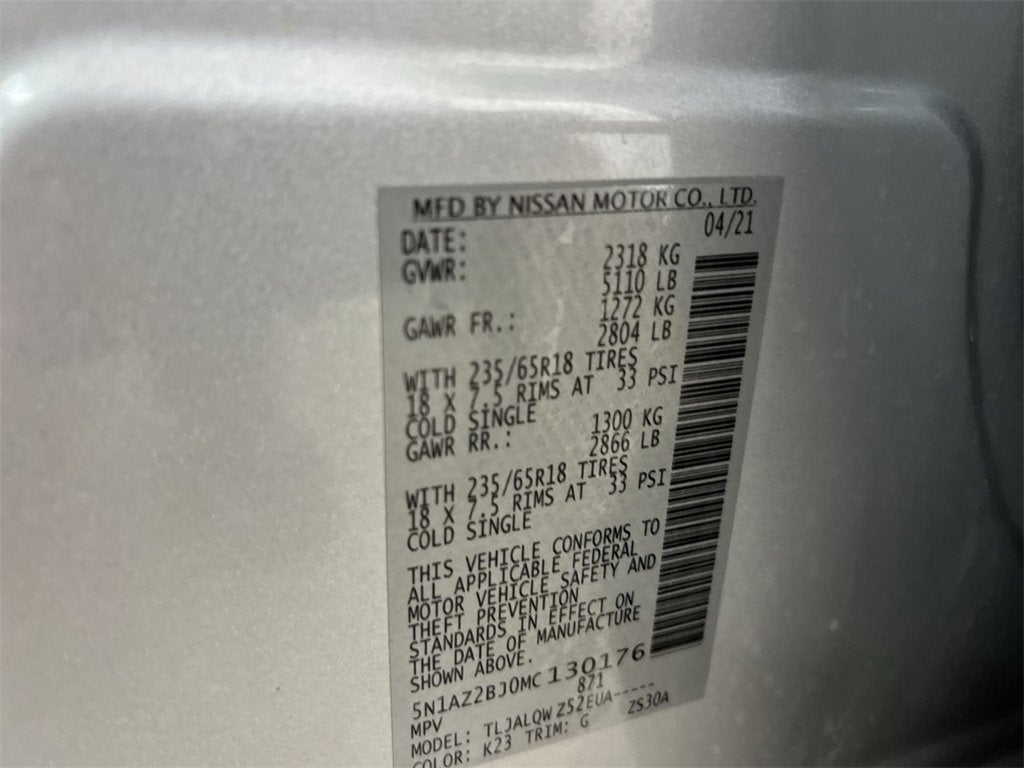 MFD BY NISSAN MOTOR CO., LTD.
DATE: 04/21
GVWR: 2318 KG
5110 LB
GAWR FR.: 1272 KG
2804 LB
WITH 235/65R18 TIRES
18 X 7.5 RIMS AT 33 PSI
COLD SINGLE
GAWR RR.: 1300 KG
2866 LB
WITH 235/65R18 TIRES
18 X 7.5 RIMS AT 33 PSI
COLD SINGLE
THIS VEHICLE CONFORMS TO
ALL APPLICABLE FEDERAL
MOTOR VEHICLE SAFETY AND
THEFT PREVENTION
STANDARDS IN EFFECT ON
THE DATE OF MANUFACTURE
SHOWN ABOVE.
5N1AZ2BJ0MC130176
MPV 871
MODEL: TLJALQWZ52EUA-----
COLOR: K23 TRIM: G ZS30A